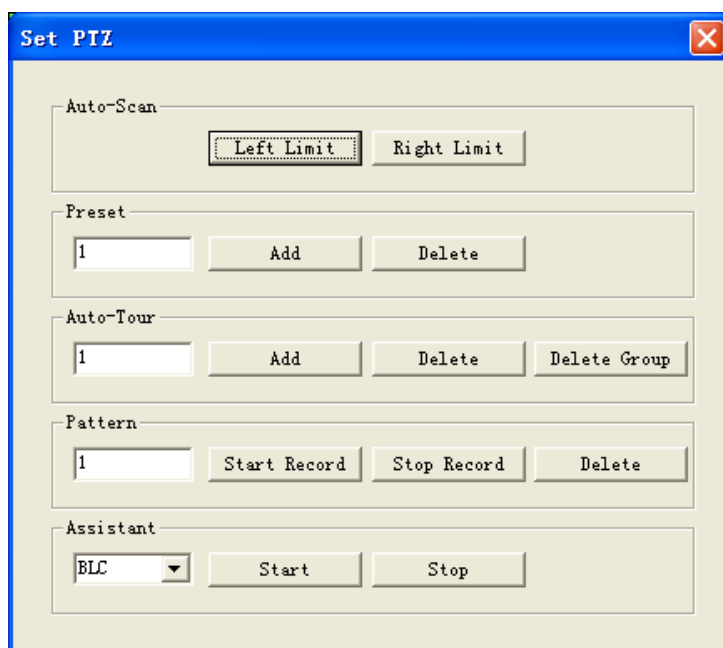 Set PTZ
Auto-Scan
Left Limit Right Limit
Preset
1 Add Delete
Auto-Tour
1 Add Delete Delete Group
Pattern
1 Start Record Stop Record Delete
Assistant
BLC Start Stop